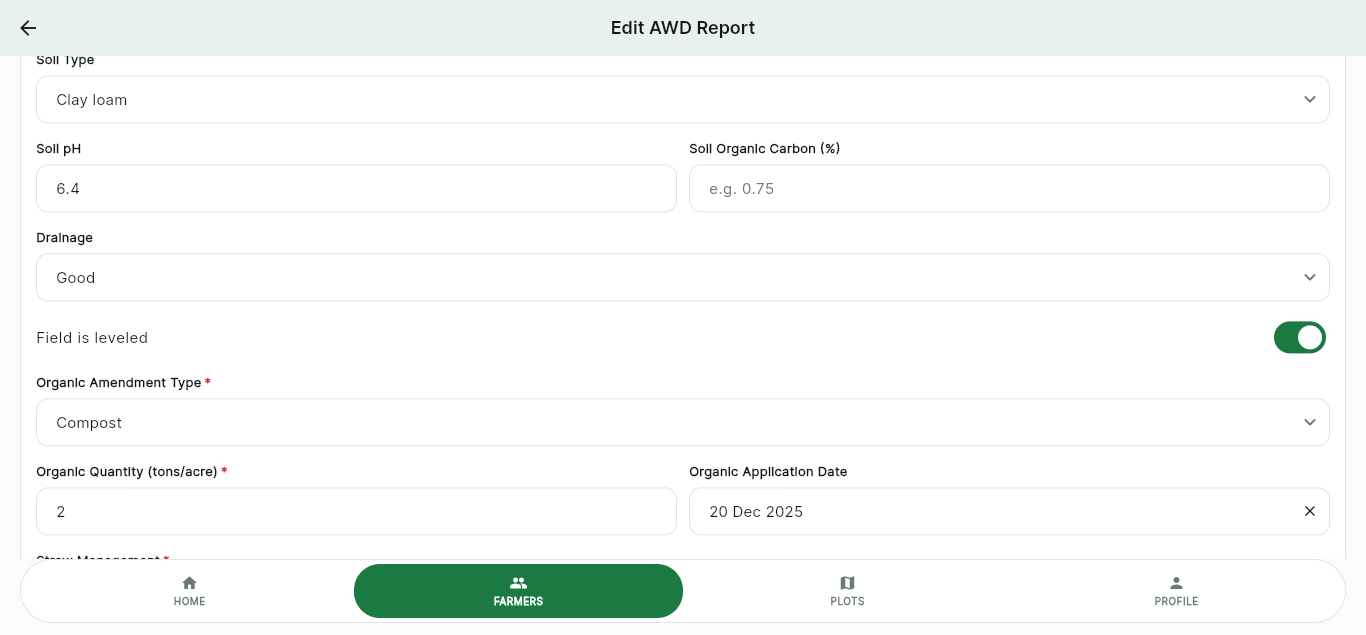 Edit AWD Report
Soil Type
Clay loam
Soil pH
Soil Organic Carbon (%)
6.4
e.g. 0.75
Drainage
Good
Field is leveled
Organic Amendment Type *
Compost
Organic Quantity (tons/acre) *
Organic Application Date
2
20 Dec 2025
Straw Management *
HOME
FARMERS
PLOTS
PROFILE